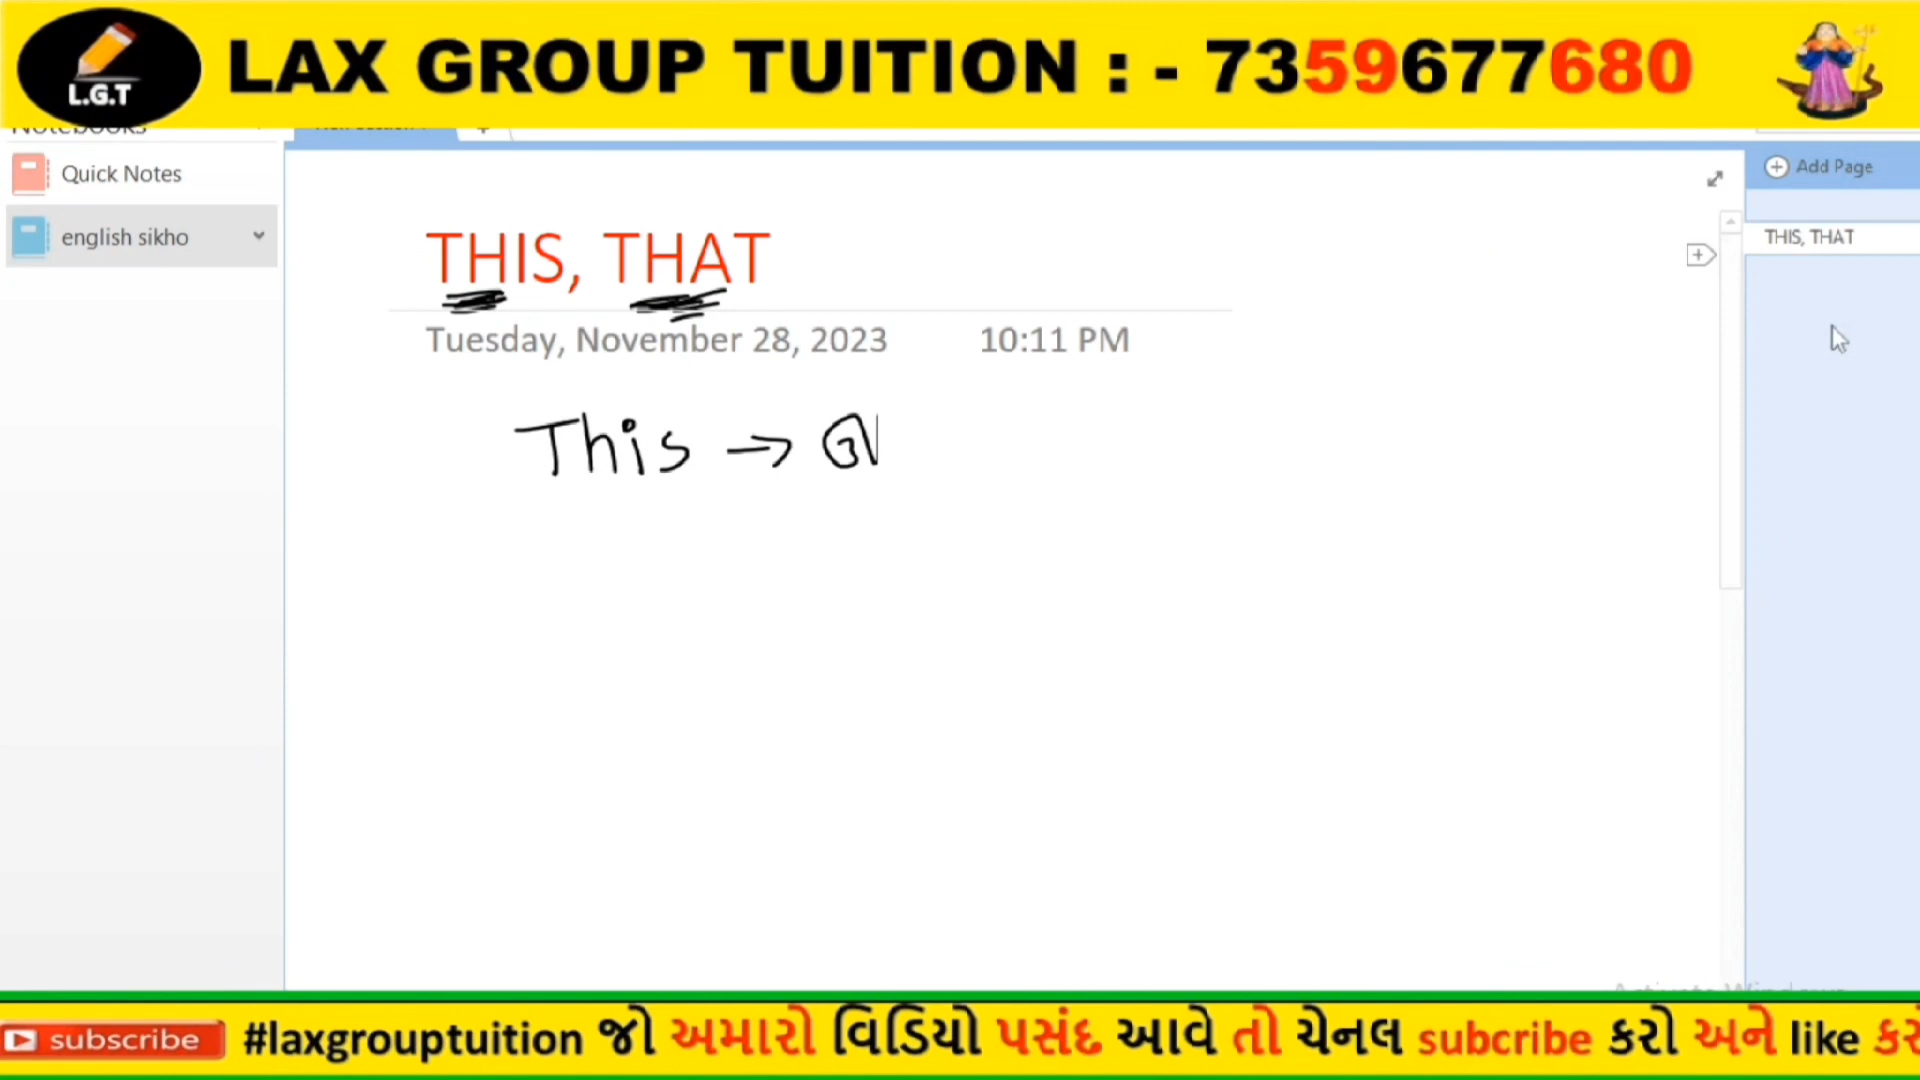 LAX GROUP TUITION : - 7359677680
L.G.T
Notebooks
Quick Notes
english sikho
Add Page
THIS, THAT
THIS, THAT
Tuesday, November 28, 2023 10:11 PM
This →
subscribe #laxgrouptuition જો અમારો વિડિયો પસંદ આવે તો ચેનલ subcribe કરો અને like